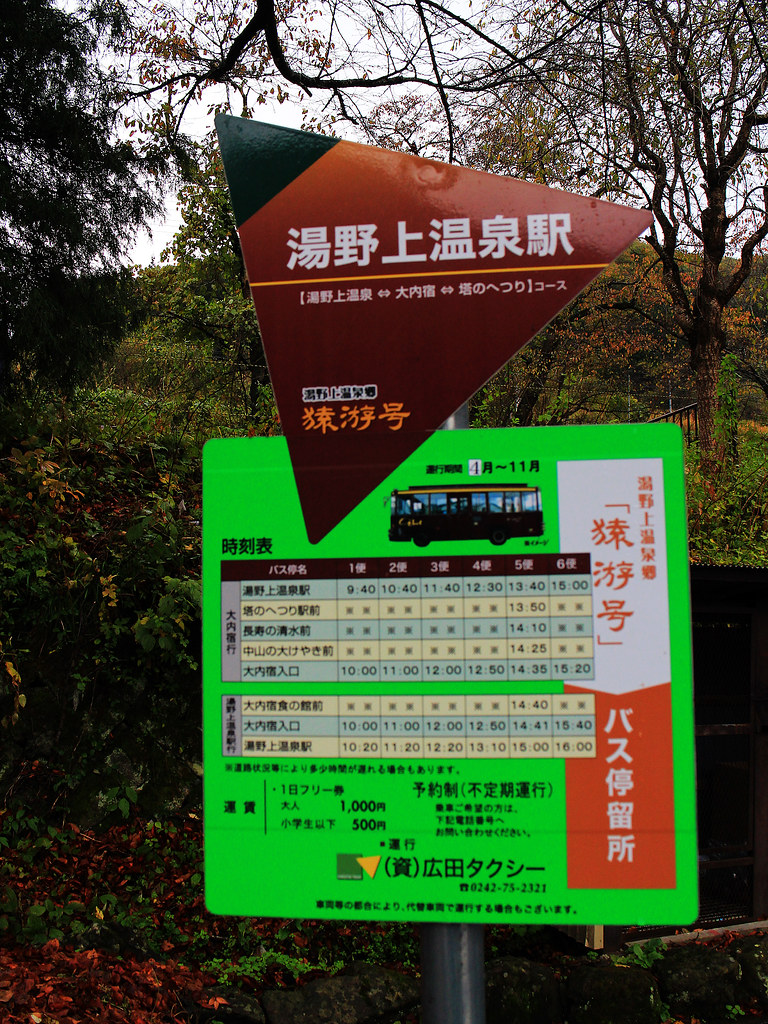 湯野上温泉駅
【湯野上温泉 ⇔ 大内宿 ⇔ 塔のへつり】コース
湯野上温泉郷
猿游号
運行期間 4月～11月
※イメージ
時刻表
バス停名 1便 2便 3便 4便 5便 6便
大内宿行
湯野上温泉駅 9:40 10:40 11:40 12:30 13:40 15:00
塔のへつり駅前 ※ ※ ※ ※ ※ ※ ※ ※ 13:50 ※ ※
長寿の清水前 ※ ※ ※ ※ ※ ※ ※ ※ 14:10 ※ ※
中山の大けやき前 ※ ※ ※ ※ ※ ※ ※ ※ 14:25 ※ ※
大内宿入口 10:00 11:00 12:00 12:50 14:35 15:20
湯野上温泉駅行
大内宿食の館前 ※ ※ ※ ※ ※ ※ ※ ※ 14:40 ※ ※
大内宿入口 10:00 11:00 12:00 12:50 14:41 15:40
湯野上温泉駅 10:20 11:20 12:20 13:10 15:00 16:00
※道路状況等により多少時間が遅れる場合もあります。
運賃
・1日フリー券
大人 1,000円
小学生以下 500円
予約制(不定期運行)
乗車ご希望の方は、
下記電話番号へ
お問い合わせください。
■運行
(資)広田タクシー
☎0242-75-2321
車両等の都合により、代替車両で運行する場合もございます。
湯野上温泉郷
「猿游号」
バス停留所